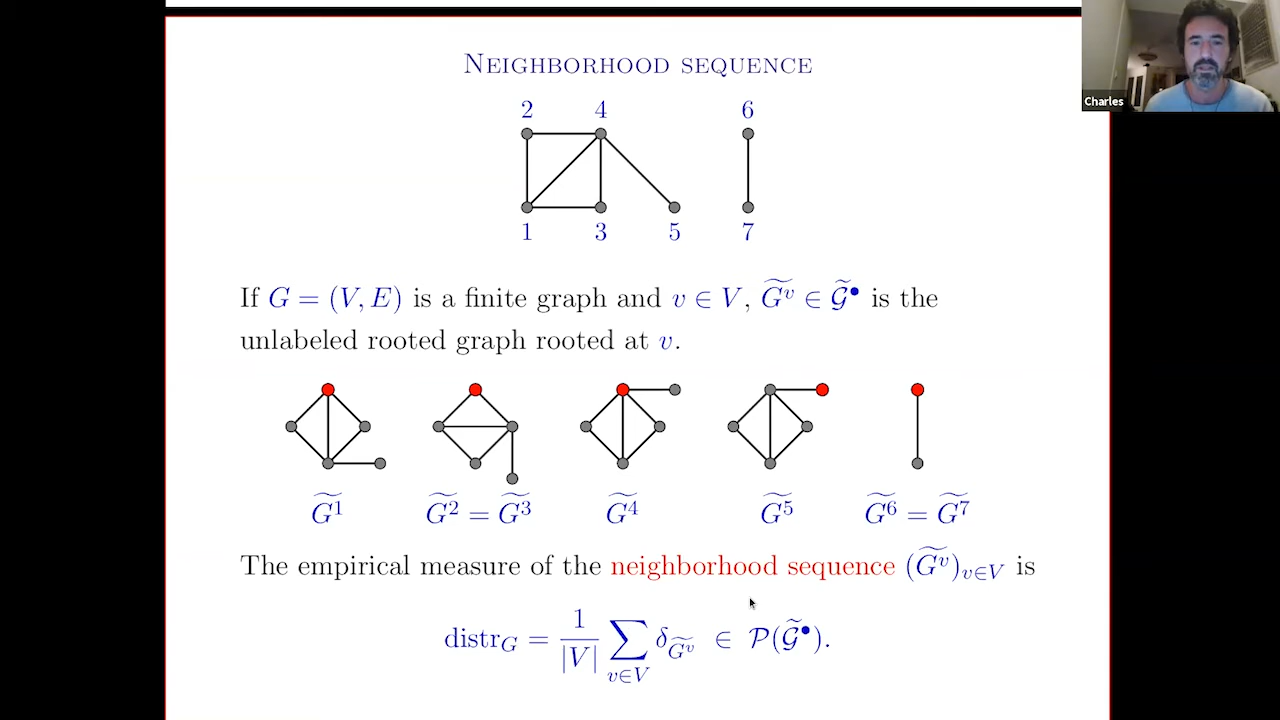 NEIGHBORHOOD SEQUENCE
Charles
2 4 6
1 3 5 7
If G = (V, E) is a finite graph and v ∈ V, G̃ᵛ ∈ 𝒢̃• is the
unlabeled rooted graph rooted at v.
G̃¹ G̃² = G̃³ G̃⁴ G̃⁵ G̃⁶ = G̃⁷
The empirical measure of the neighborhood sequence (G̃ᵛ)_{v∈V} is
distr_G = 1/|V| ∑_{v∈V} δ_{G̃ᵛ} ∈ 𝒫(𝒢̃•).